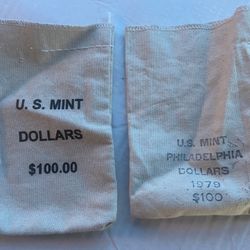 U. S. MINT
DOLLARS
$100.00
U.S. MINT
PHILADELPHIA
DOLLARS
1979
$100